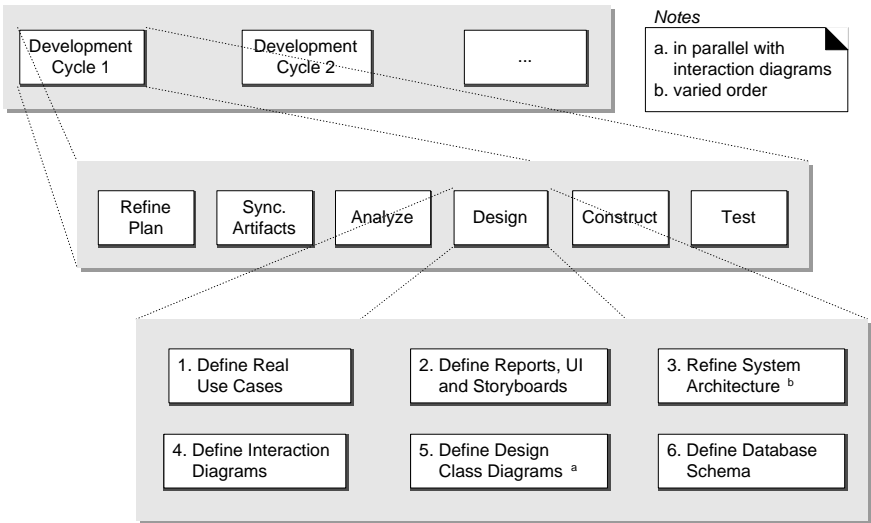 Notes
Development
Cycle 1
Development
Cycle 2
...
a. in parallel with
interaction diagrams
b. varied order
Refine
Plan
Sync.
Artifacts
Analyze
Design
Construct
Test
1. Define Real
Use Cases
2. Define Reports, UI
and Storyboards
3. Refine System
Architecture b
4. Define Interaction
Diagrams
5. Define Design
Class Diagrams a
6. Define Database
Schema